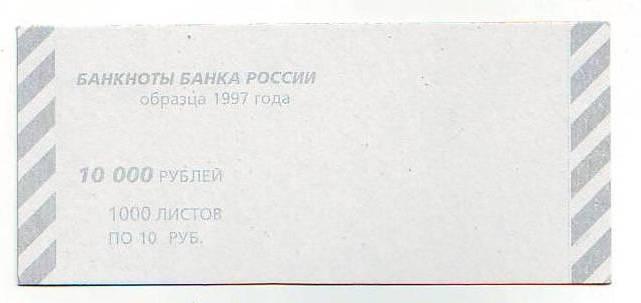 БАНКНОТЫ БАНКА РОССИИ
образца 1997 года
10 000 РУБЛЕЙ
1000 ЛИСТОВ
ПО 10 РУБ.